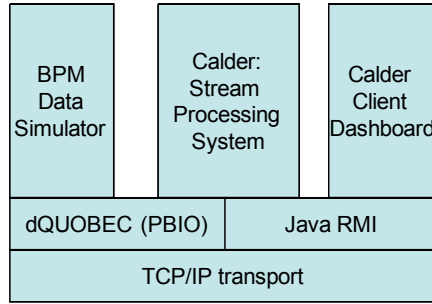 BPM
Data
Simulator
Calder:
Stream
Processing
System
Calder
Client
Dashboard
dQUOBEC (PBIO)
Java RMI
TCP/IP transport